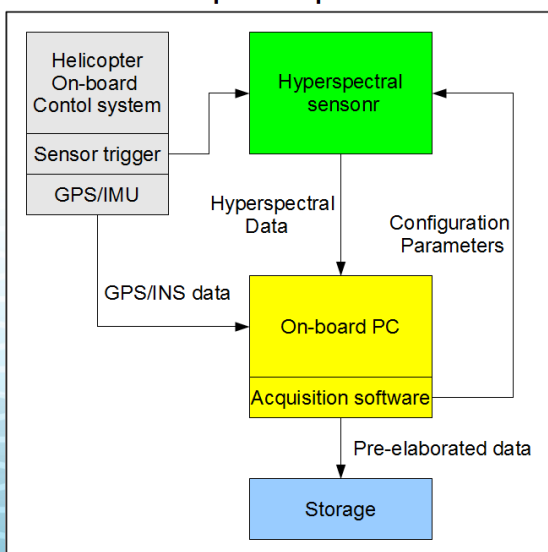 Helicopter
On-board
Contol system
Sensor trigger
GPS/IMU
Hyperspectral
sensonr
Hyperspectral
Data
Configuration
Parameters
GPS/INS data
On-board PC
Acquisition software
Pre-elaborated data
Storage